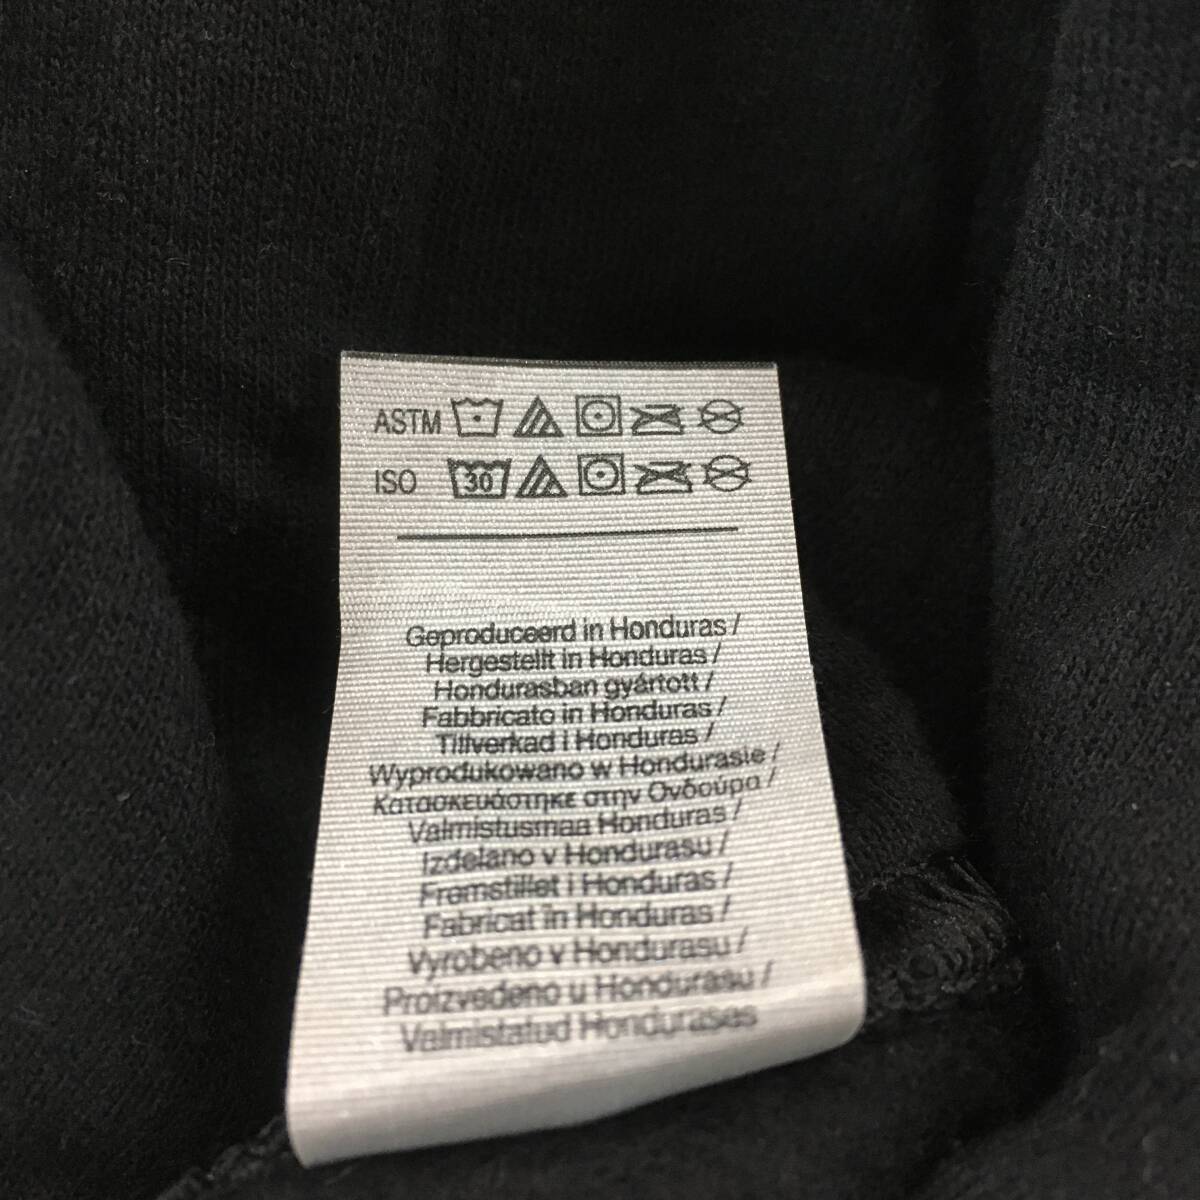 ASTM
ISO 30
Geproduceerd in Honduras /
Hergestellt in Honduras /
Hondurasban gyártott /
Fabbricato in Honduras /
Tillverkad i Honduras /
Wyprodukowano w Hondurasie /
Κατασκευάστηκε στην Ονδούρα /
Valmistusmaa Honduras /
Izdelano v Hondurasu /
Fremstillet i Honduras /
Fabricat în Honduras /
Vyrobeno v Hondurasu /
Proizvedeno u Hondurasu /
Valmistatud Hondurases